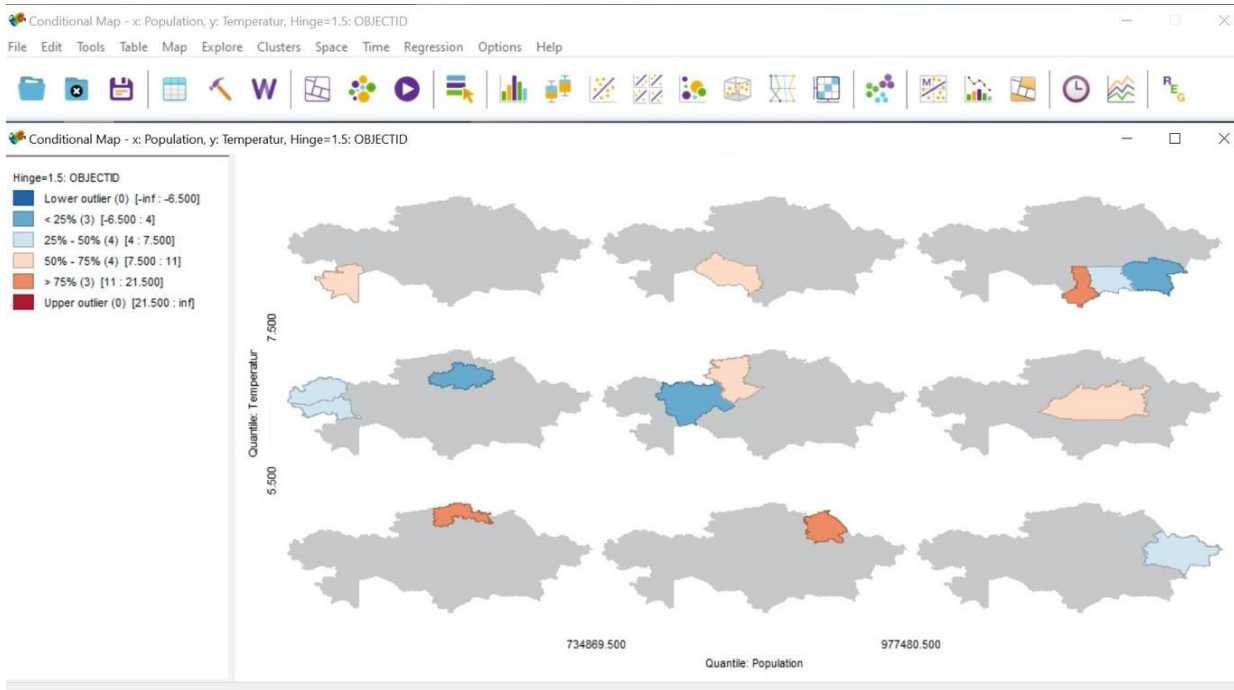 Conditional Map - x: Population, y: Temperatur, Hinge=1.5: OBJECTID
File Edit Tools Table Map Explore Clusters Space Time Regression Options Help
W
M
REG
Conditional Map - x: Population, y: Temperatur, Hinge=1.5: OBJECTID
Hinge=1.5: OBJECTID
Lower outlier (0) [-inf : -6.500]
< 25% (3) [-6.500 : 4]
25% - 50% (4) [4 : 7.500]
50% - 75% (4) [7.500 : 11]
> 75% (3) [11 : 21.500]
Upper outlier (0) [21.500 : inf]
7.500
Quantile: Temperatur
5.500
734869.500 977480.500
Quantile: Population